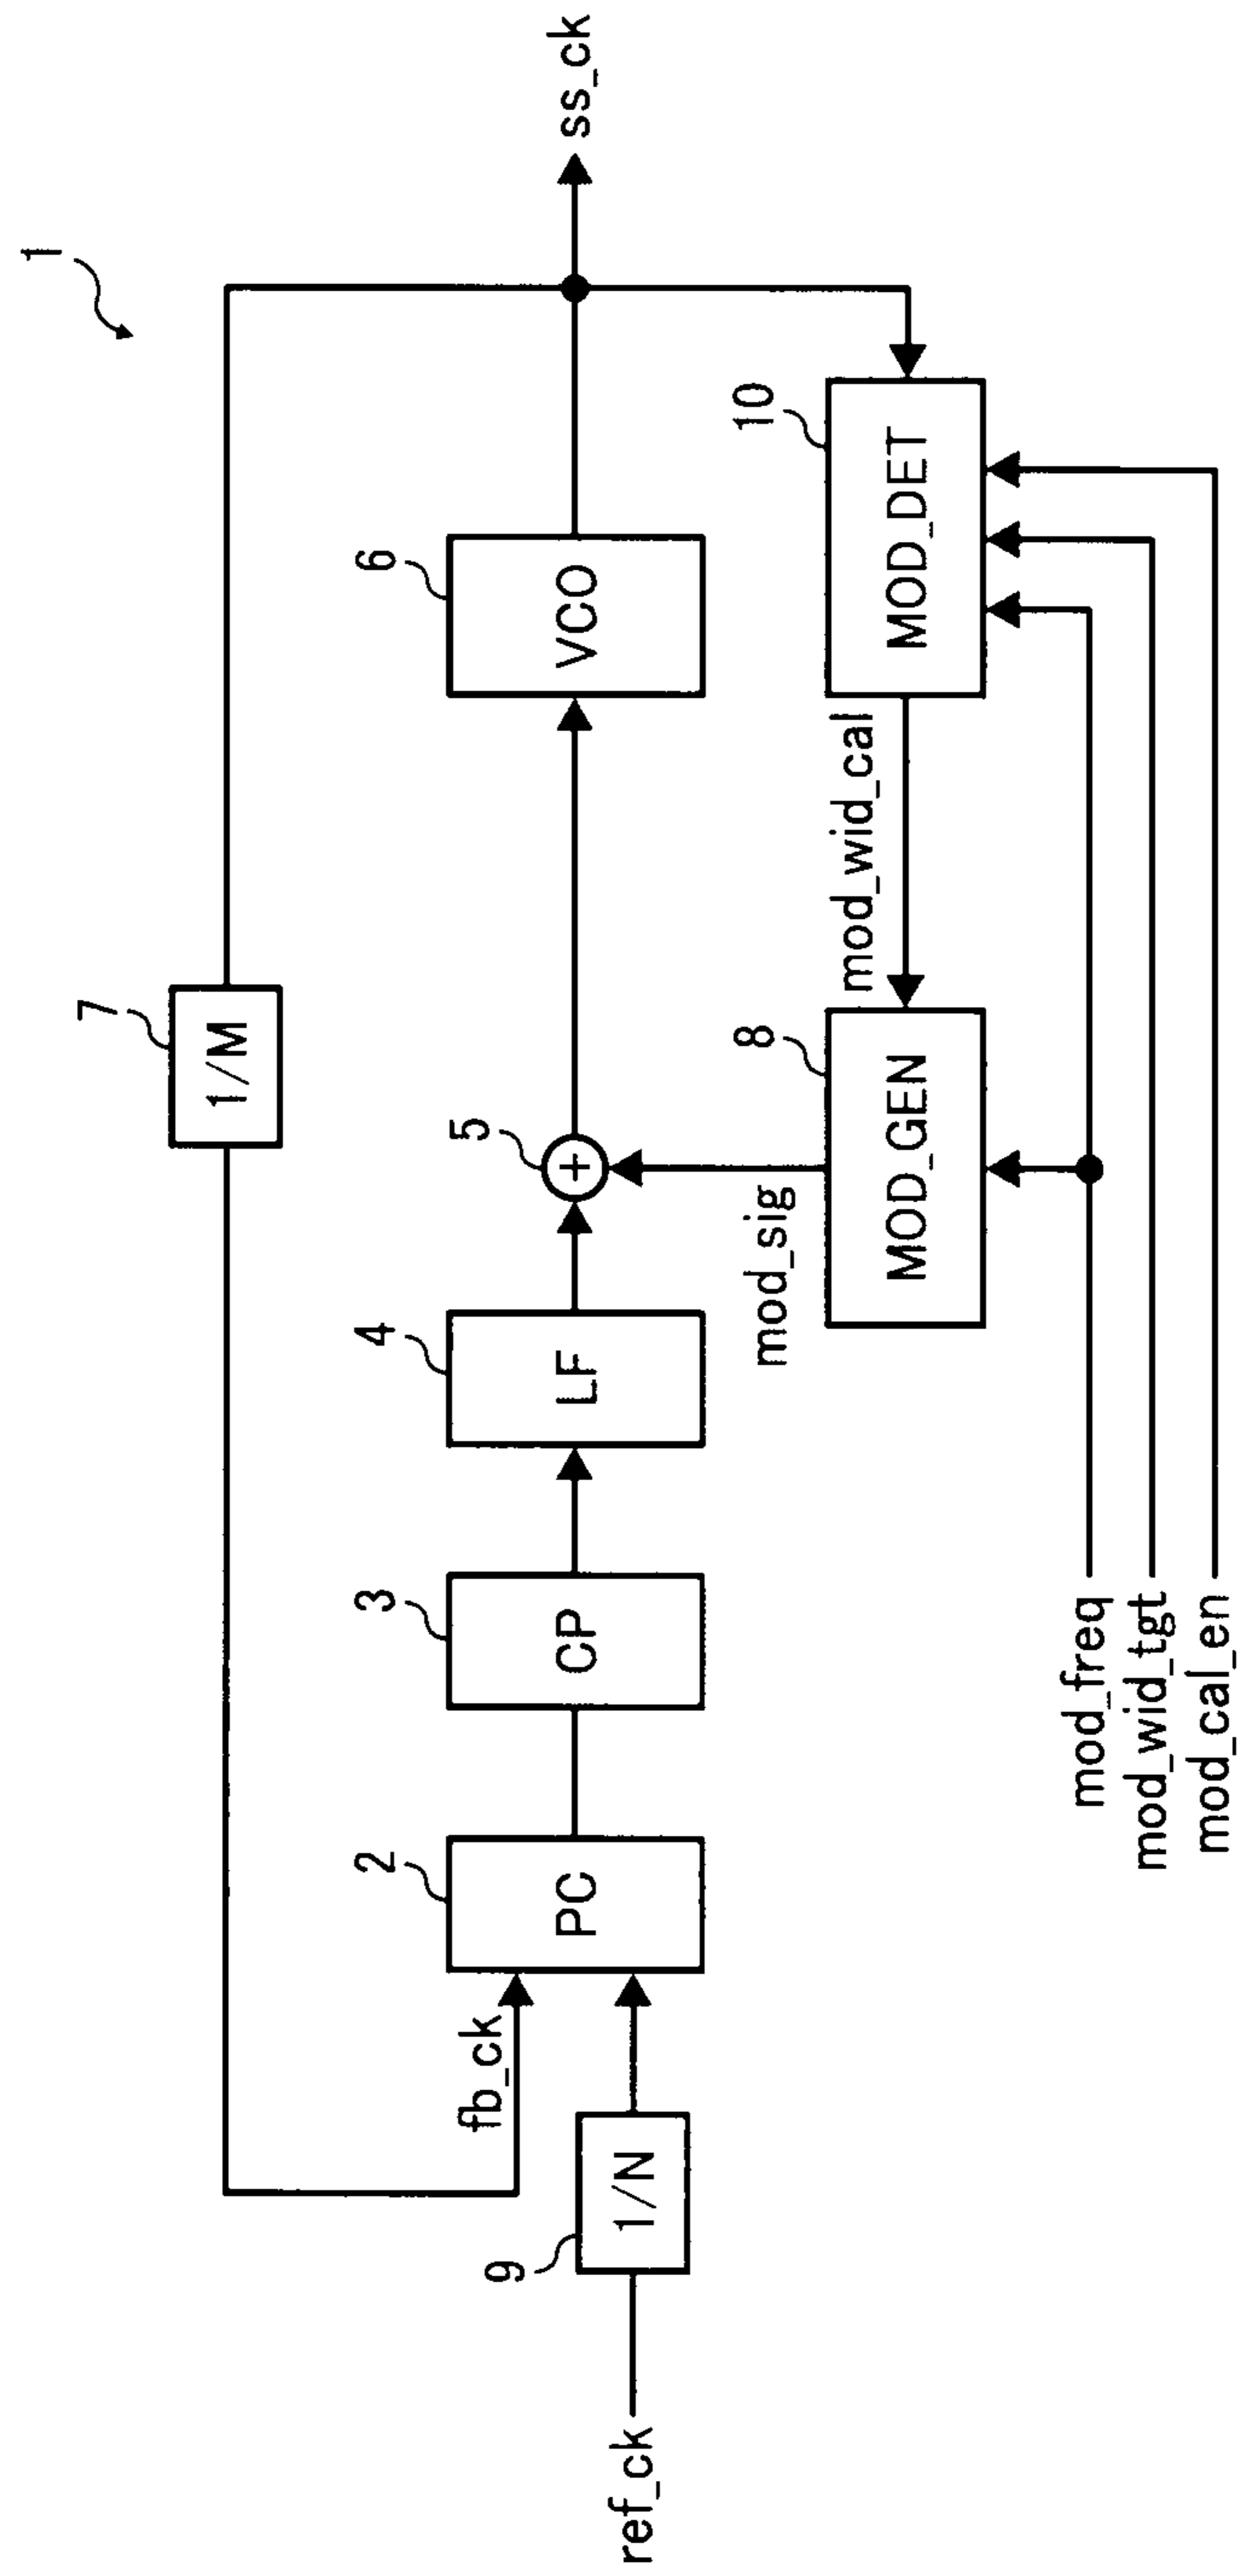 1
7
1/M
fb_ck
2
PC
3
CP
4
LF
5
+
6
VCO
ss_ck
ref_ck
9
1/N
mod_sig
8
MOD_GEN
mod_wid_cal
10
MOD_DET
mod_freq
mod_wid_tgt
mod_cal_en